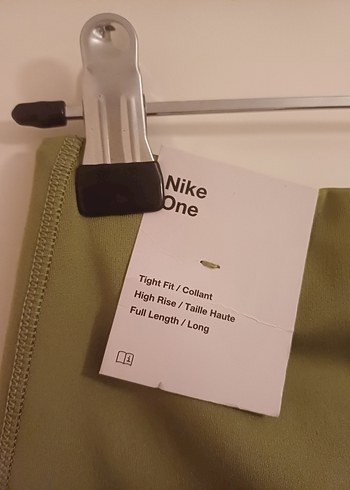 Nike
One
Tight Fit / Collant
High Rise / Taille Haute
Full Length / Long